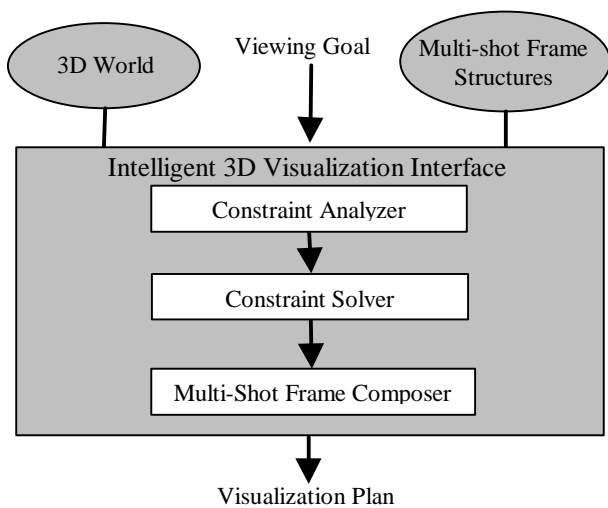 Viewing Goal
3D World
Multi-shot Frame
Structures
Intelligent 3D Visualization Interface
Constraint Analyzer
Constraint Solver
Multi-Shot Frame Composer
Visualization Plan